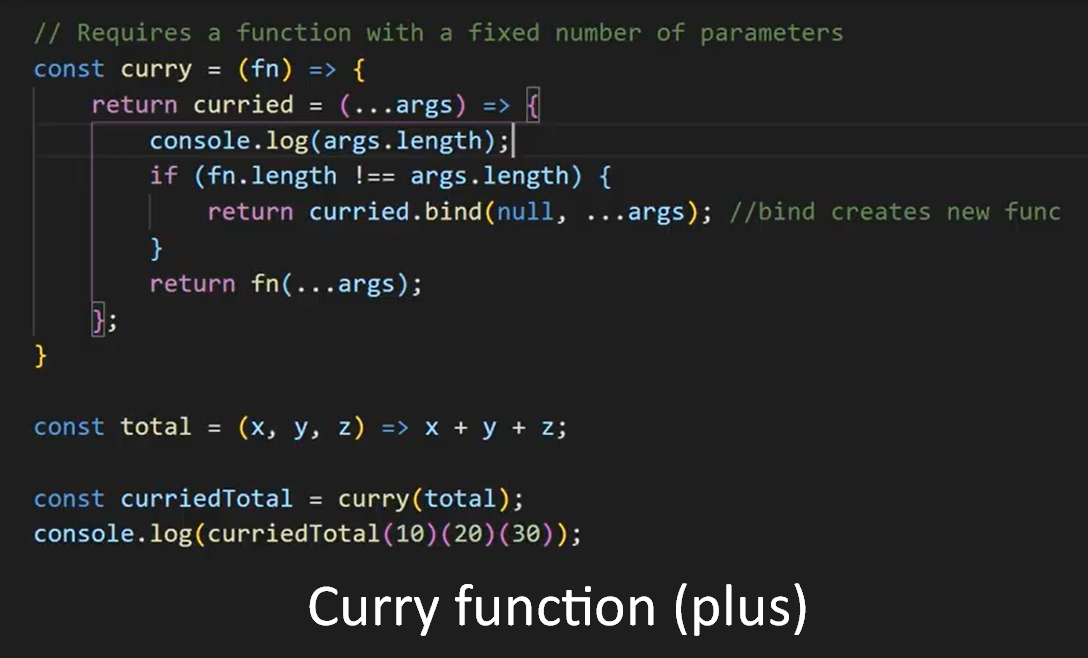 // Requires a function with a fixed number of parameters
const curry = (fn) => {
    return curried = (...args) => {
        console.log(args.length);
        if (fn.length !== args.length) {
            return curried.bind(null, ...args); //bind creates new func
        }
        return fn(...args);
    };
}
const total = (x, y, z) => x + y + z;
const curriedTotal = curry(total);
console.log(curriedTotal(10)(20)(30));
Curry function (plus)